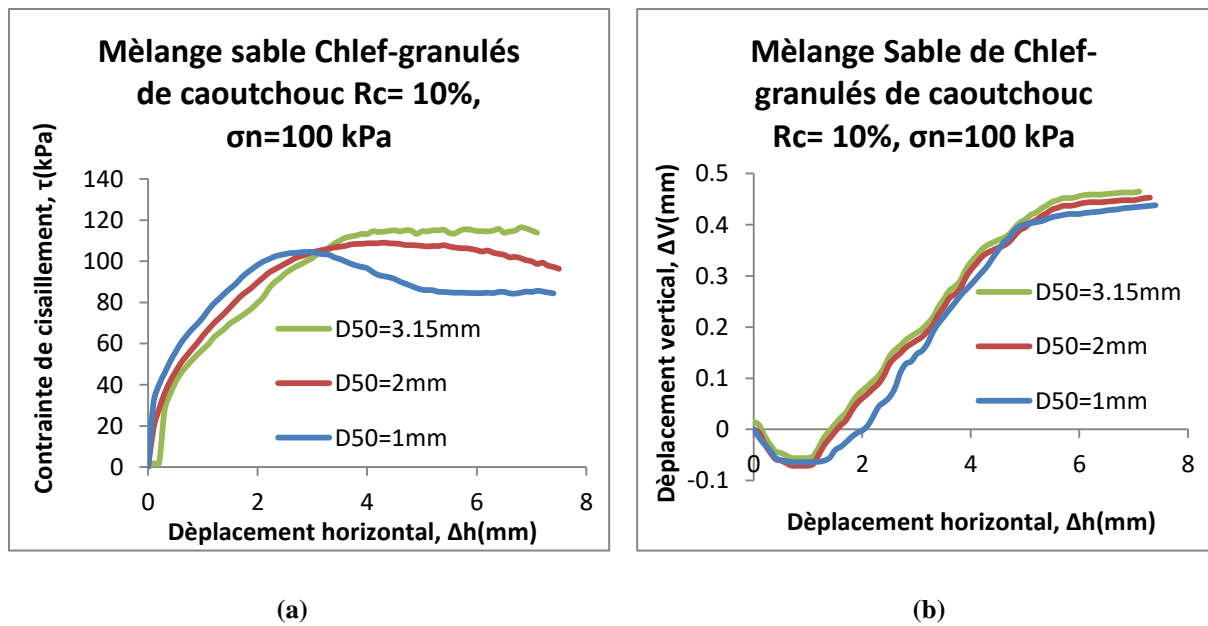 Mèlange sable Chlef-granulés
de caoutchouc Rc= 10%,
σn=100 kPa
Contrainte de cisaillement, τ(kPa)
140
120
100
80
60
40
20
0
D50=3.15mm
D50=2mm
D50=1mm
0 2 4 6 8
Dèplacement horizontal, Δh(mm)
(a)
Mèlange Sable de Chlef-
granulés de caoutchouc
Rc= 10%, σn=100 kPa
Dèplacement vertical, ΔV(mm)
0.5
0.4
0.3
0.2
0.1
0
-0.1
D50=3.15mm
D50=2mm
D50=1mm
0 2 4 6 8
Dèplacement horizontal, Δh(mm)
(b)